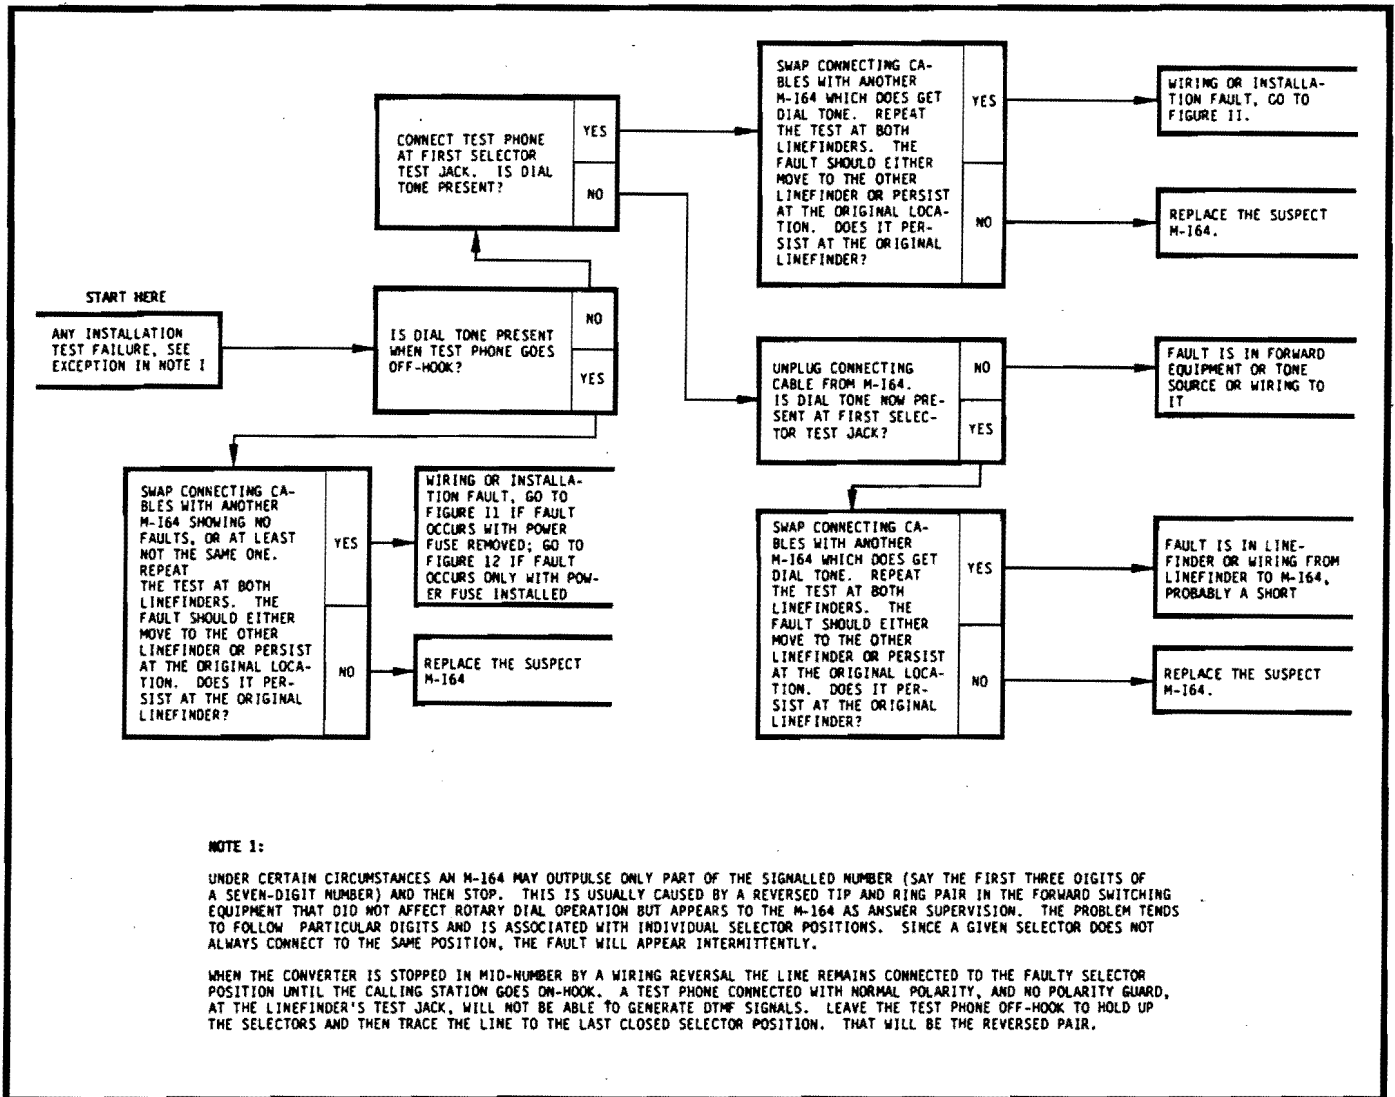 START HERE
ANY INSTALLATION
TEST FAILURE, SEE
EXCEPTION IN NOTE 1
IS DIAL TONE PRESENT
WHEN TEST PHONE GOES
OFF-HOOK?
NO
YES
CONNECT TEST PHONE
AT FIRST SELECTOR
TEST JACK. IS DIAL
TONE PRESENT?
YES
NO
SWAP CONNECTING CA-
BLES WITH ANOTHER
M-164 WHICH DOES GET
DIAL TONE. REPEAT
THE TEST AT BOTH
LINEFINDERS. THE
FAULT SHOULD EITHER
MOVE TO THE OTHER
LINEFINDER OR PERSIST
AT THE ORIGINAL LOCA-
TION. DOES IT PER-
SIST AT THE ORIGINAL
LINEFINDER?
YES
NO
WIRING OR INSTALLA-
TION FAULT, GO TO
FIGURE 11.
REPLACE THE SUSPECT
M-164.
UNPLUG CONNECTING
CABLE FROM M-164.
IS DIAL TONE NOW PRE-
SENT AT FIRST SELEC-
TOR TEST JACK?
NO
YES
FAULT IS IN FORWARD
EQUIPMENT OR TONE
SOURCE OR WIRING TO
IT
SWAP CONNECTING CA-
BLES WITH ANOTHER
M-164 SHOWING NO
FAULTS, OR AT LEAST
NOT THE SAME ONE.
REPEAT
THE TEST AT BOTH
LINEFINDERS. THE
FAULT SHOULD EITHER
MOVE TO THE OTHER
LINEFINDER OR PERSIST
AT THE ORIGINAL LOCA-
TION. DOES IT PER-
SIST AT THE ORIGINAL
LINEFINDER?
YES
NO
WIRING OR INSTALLA-
TION FAULT, GO TO
FIGURE 11 IF FAULT
OCCURS WITH POWER
FUSE REMOVED; GO TO
FIGURE 12 IF FAULT
OCCURS ONLY WITH POW-
ER FUSE INSTALLED
REPLACE THE SUSPECT
M-164
SWAP CONNECTING CA-
BLES WITH ANOTHER
M-164 WHICH DOES GET
DIAL TONE. REPEAT
THE TEST AT BOTH
LINEFINDERS. THE
FAULT SHOULD EITHER
MOVE TO THE OTHER
LINEFINDER OR PERSIST
AT THE ORIGINAL LOCA-
TION. DOES IT PER-
SIST AT THE ORIGINAL
LINEFINDER?
YES
NO
FAULT IS IN LINE-
FINDER OR WIRING FROM
LINEFINDER TO M-164,
PROBABLY A SHORT
REPLACE THE SUSPECT
M-164.
NOTE 1:
UNDER CERTAIN CIRCUMSTANCES AN M-164 MAY OUTPULSE ONLY PART OF THE SIGNALLED NUMBER (SAY THE FIRST THREE DIGITS OF
A SEVEN-DIGIT NUMBER) AND THEN STOP. THIS IS USUALLY CAUSED BY A REVERSED TIP AND RING PAIR IN THE FORWARD SWITCHING
EQUIPMENT THAT DID NOT AFFECT ROTARY DIAL OPERATION BUT APPEARS TO THE M-164 AS ANSWER SUPERVISION. THE PROBLEM TENDS
TO FOLLOW PARTICULAR DIGITS AND IS ASSOCIATED WITH INDIVIDUAL SELECTOR POSITIONS. SINCE A GIVEN SELECTOR DOES NOT
ALWAYS CONNECT TO THE SAME POSITION, THE FAULT WILL APPEAR INTERMITTENTLY.
WHEN THE CONVERTER IS STOPPED IN MID-NUMBER BY A WIRING REVERSAL THE LINE REMAINS CONNECTED TO THE FAULTY SELECTOR
POSITION UNTIL THE CALLING STATION GOES ON-HOOK. A TEST PHONE CONNECTED WITH NORMAL POLARITY, AND NO POLARITY GUARD,
AT THE LINEFINDER'S TEST JACK, WILL NOT BE ABLE TO GENERATE DTMF SIGNALS. LEAVE THE TEST PHONE OFF-HOOK TO HOLD UP
THE SELECTORS AND THEN TRACE THE LINE TO THE LAST CLOSED SELECTOR POSITION. THAT WILL BE THE REVERSED PAIR.